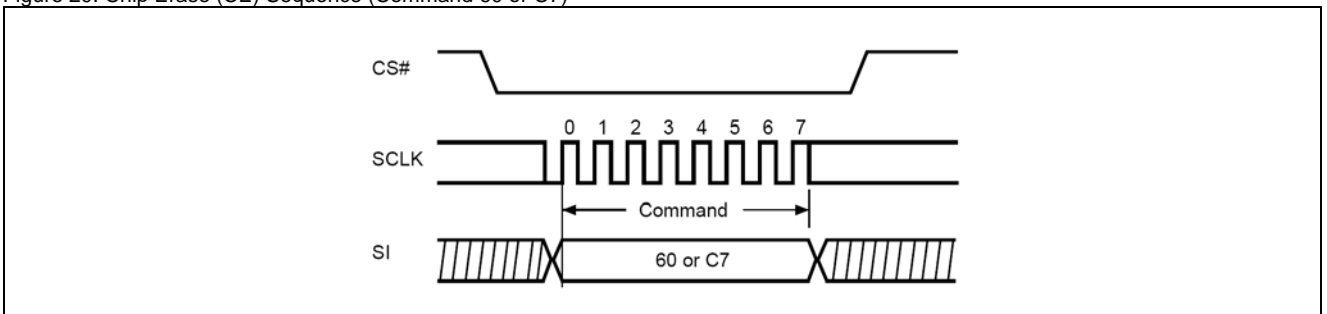 Figure 20. Chip Erase (CE) Sequence (Command 60 or C7)
CS#
0 1 2 3 4 5 6 7
SCLK
Command
SI
60 or C7